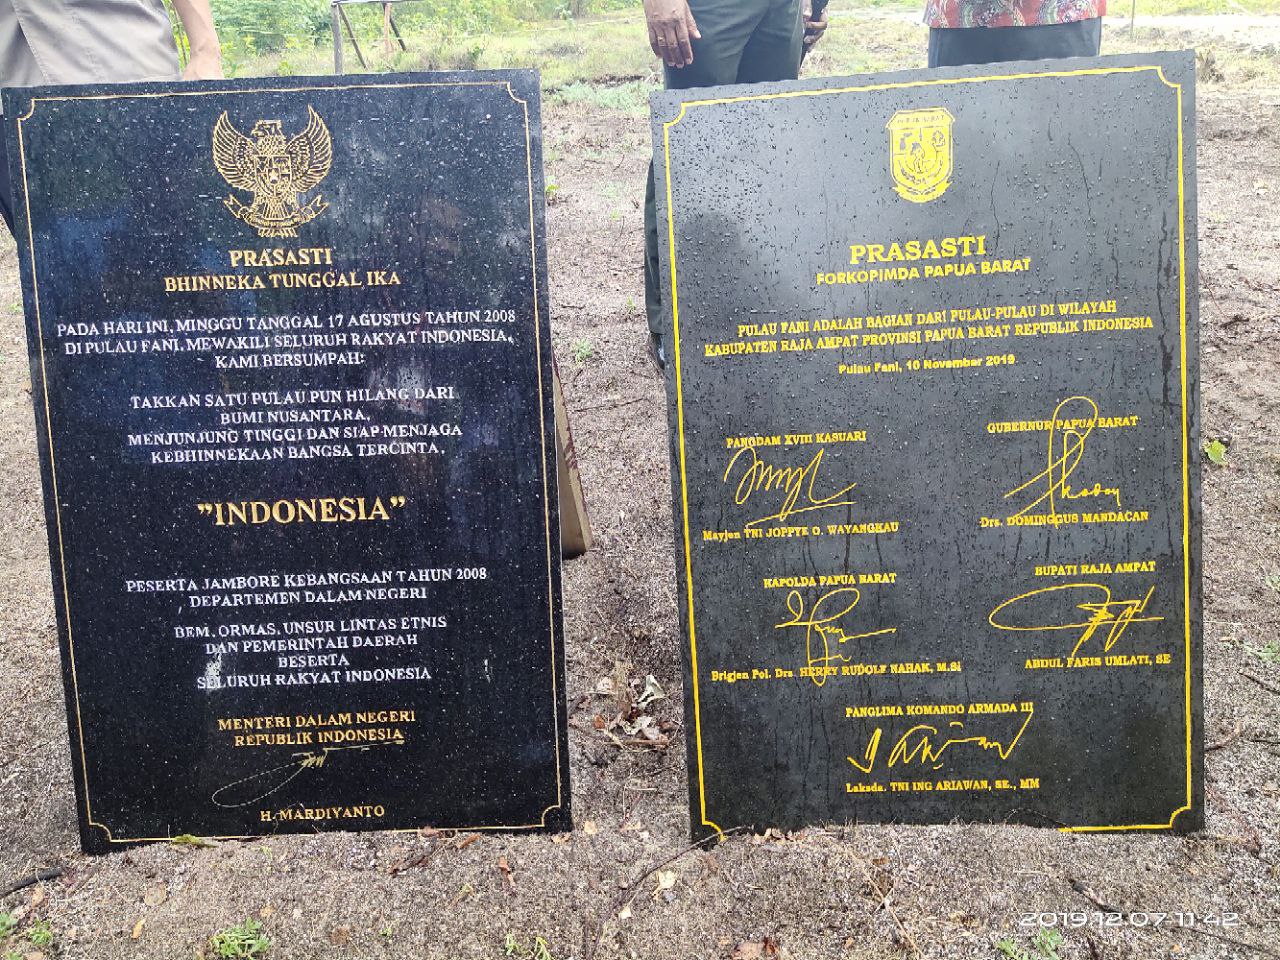 PRASASTI
BHINNEKA TUNGGAL IKA
PADA HARI INI, MINGGU TANGGAL 17 AGUSTUS TAHUN 2008
DI PULAU FANI, MEWAKILI SELURUH RAKYAT INDONESIA,
KAMI BERSUMPAH:
TAKKAN SATU PULAU PUN HILANG DARI
BUMI NUSANTARA,
MENJUNJUNG TINGGI DAN SIAP MENJAGA
KEBHINNEKAAN BANGSA TERCINTA,
"INDONESIA"
PESERTA JAMBORE KEBANGSAAN TAHUN 2008
DEPARTEMEN DALAM NEGERI
BEM, ORMAS, UNSUR LINTAS ETNIS
DAN PEMERINTAH DAERAH
BESERTA
SELURUH RAKYAT INDONESIA
MENTERI DALAM NEGERI
REPUBLIK INDONESIA
H. MARDIYANTO
PAPUA BARAT
PRASASTI
FORKOPIMDA PAPUA BARAT
PULAU FANI ADALAH BAGIAN DARI PULAU-PULAU DI WILAYAH
KABUPATEN RAJA AMPAT PROVINSI PAPUA BARAT REPUBLIK INDONESIA
Pulau Fani, 10 November 2019
PANGDAM XVIII KASUARI
Mayjen TNI JOPPYE O. WAYANGKAU
GUBERNUR PAPUA BARAT
Drs. DOMINGGUS MANDACAN
KAPOLDA PAPUA BARAT
Brigjen Pol. Drs. HERRY RUDOLF NAHAK, M.Si
BUPATI RAJA AMPAT
ABDUL FARIS UMLATI, SE
PANGLIMA KOMANDO ARMADA III
Laksda. TNI ING ARIAWAN, SE., MM
2019.12.07 11:42